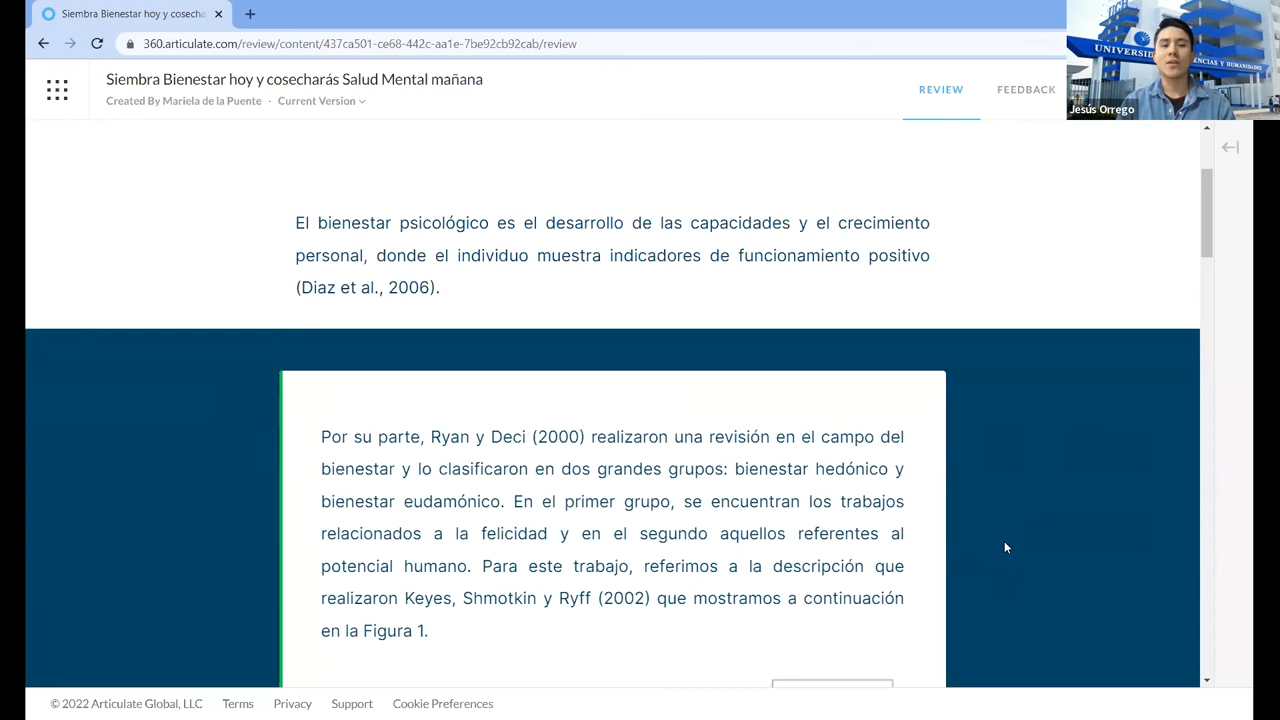 Siembra Bienestar hoy y cosecha
360.articulate.com/review/content/437ca501-ce68-442c-aa1e-7be92cb92cab/review
Siembra Bienestar hoy y cosecharás Salud Mental mañana
Created By Mariela de la Puente · Current Version
REVIEW
FEEDBACK
UCH
UNIVERSID
ENCIAS Y HUMANIDADES
Jesús Orrego
El bienestar psicológico es el desarrollo de las capacidades y el crecimiento
personal, donde el individuo muestra indicadores de funcionamiento positivo
(Diaz et al., 2006).
Por su parte, Ryan y Deci (2000) realizaron una revisión en el campo del
bienestar y lo clasificaron en dos grandes grupos: bienestar hedónico y
bienestar eudamónico. En el primer grupo, se encuentran los trabajos
relacionados a la felicidad y en el segundo aquellos referentes al
potencial humano. Para este trabajo, referimos a la descripción que
realizaron Keyes, Shmotkin y Ryff (2002) que mostramos a continuación
en la Figura 1.
© 2022 Articulate Global, LLC
Terms
Privacy
Support
Cookie Preferences